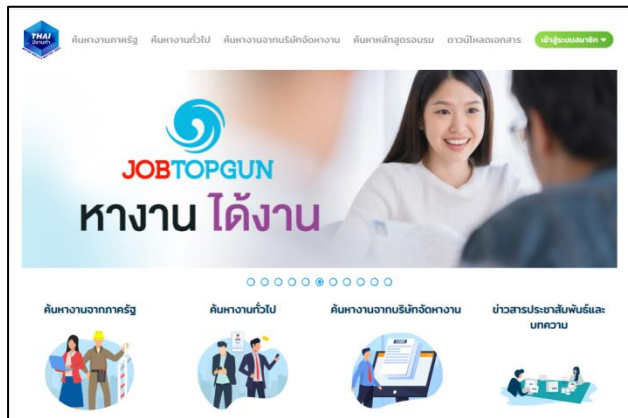 THAI
มีงานทำ
ค้นหางานภาครัฐ ค้นหางานทั่วไป ค้นหางานจากบริษัทจัดหางาน ค้นหาหลักสูตรอบรม ดาวน์โหลดเอกสาร เข้าสู่ระบบสมาชิก
JOBTOPGUN
หางาน ได้งาน
ค้นหางานจากภาครัฐ
ค้นหางานทั่วไป
ค้นหางานจากบริษัทจัดหางาน
ข่าวสารประชาสัมพันธ์และ
บทความ
JOBS